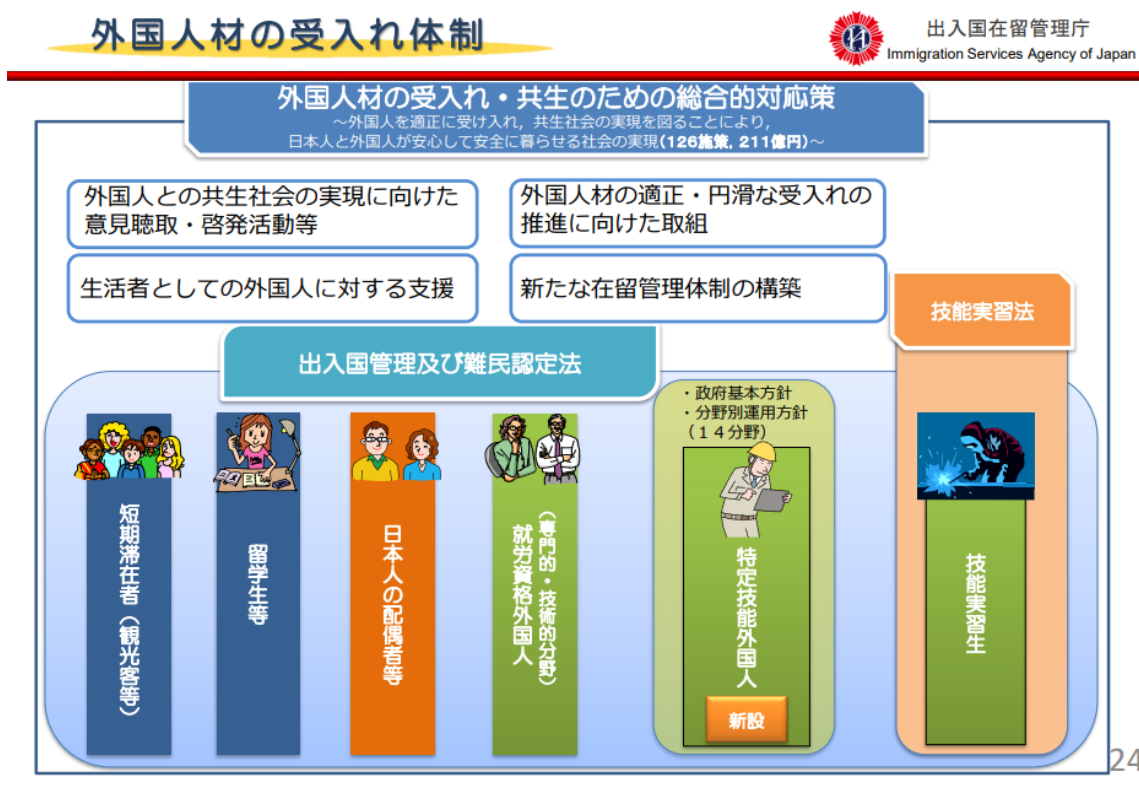 外国人材の受入れ体制
出入国在留管理庁
Immigration Services Agency of Japan
外国人材の受入れ・共生のための総合的対応策
～外国人を適正に受け入れ，共生社会の実現を図ることにより，
日本人と外国人が安心して安全に暮らせる社会の実現(126施策，211億円)～
外国人との共生社会の実現に向けた
意見聴取・啓発活動等
外国人材の適正・円滑な受入れの
推進に向けた取組
生活者としての外国人に対する支援
新たな在留管理体制の構築
技能実習法
出入国管理及び難民認定法
・政府基本方針
・分野別運用方針
（１４分野）
短期滞在者（観光客等）
留学生等
日本人の配偶者等
（専門的・技術的分野）
就労資格外国人
特定技能外国人
新設
技能実習生
24